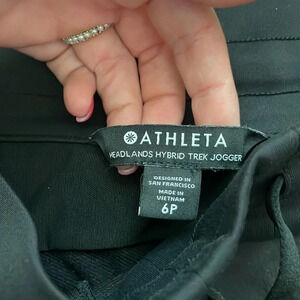 ATHLETA
HEADLANDS HYBRID TREK JOGGER
DESIGNED IN
SAN FRANCISCO
MADE IN
VIETNAM
6P